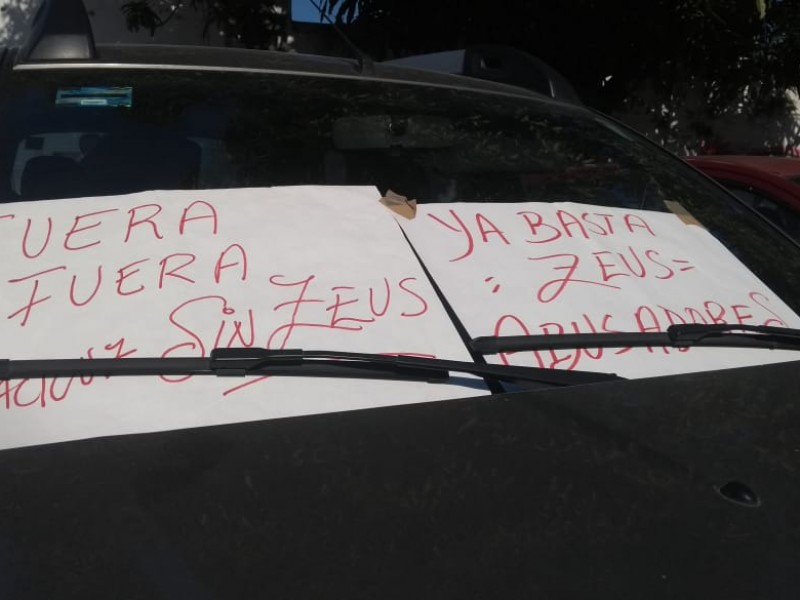 FUERA
FUERA
SIN ZEUS
YA BASTA
: ZEUS=
ABUSADORES